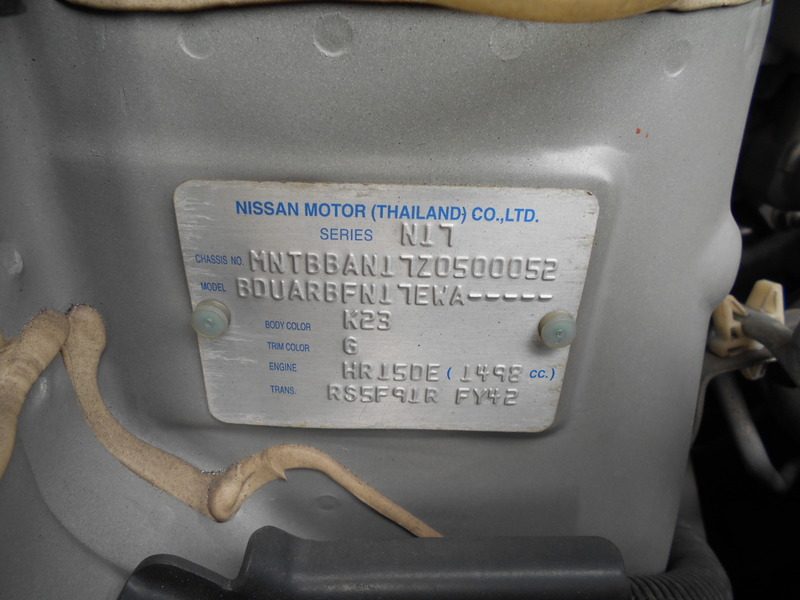 NISSAN MOTOR (THAILAND) CO.,LTD.
SERIES N17
CHASSIS NO. MNTBBAN17Z0500052
MODEL BDUARBFN17EWA-----
BODY COLOR K23
TRIM COLOR G
ENGINE HR15DE ( 1498 CC.)
TRANS. RS5F91R FY42